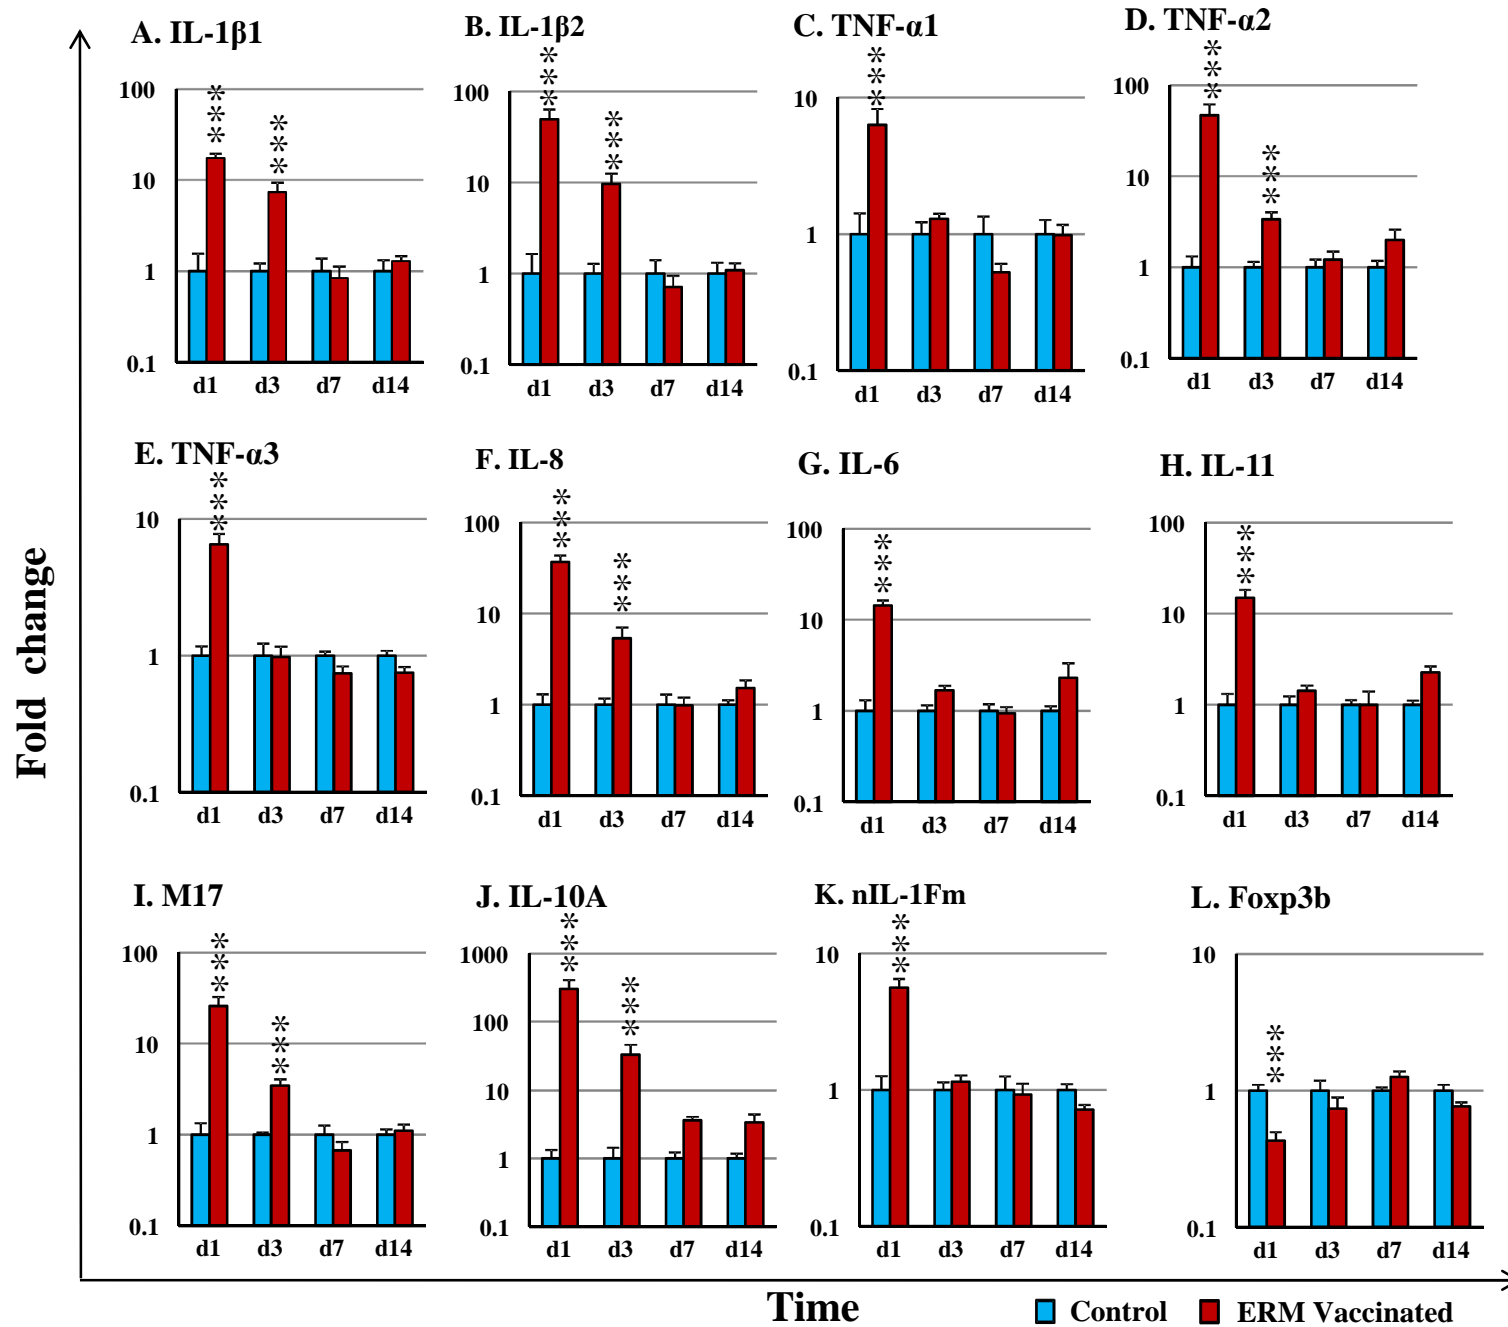 A. IL-1β1
B. IL-1β2
C. TNF-α1
D. TNF-α2
***
***
***
***
***
***
***
100
10
1
0.1
d1 d3 d7 d14
100
10
1
0.1
d1 d3 d7 d14
10
1
0.1
d1 d3 d7 d14
100
10
1
0.1
d1 d3 d7 d14
E. TNF-α3
F. IL-8
G. IL-6
H. IL-11
***
***
***
***
***
10
1
0.1
d1 d3 d7 d14
100
10
1
0.1
d1 d3 d7 d14
100
10
1
0.1
d1 d3 d7 d14
100
10
1
0.1
d1 d3 d7 d14
Fold change
I. M17
J. IL-10A
K. nIL-1Fm
L. Foxp3b
***
***
***
***
***
***
100
10
1
0.1
d1 d3 d7 d14
1000
100
10
1
0.1
d1 d3 d7 d14
10
1
0.1
d1 d3 d7 d14
10
1
0.1
d1 d3 d7 d14
Time
Control
ERM Vaccinated